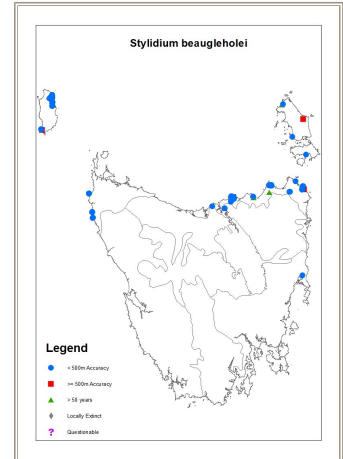 Stylidium beaugleholei
Legend
< 500m Accuracy
>= 500m Accuracy
> 50 years
Locally Extinct
? Questionable